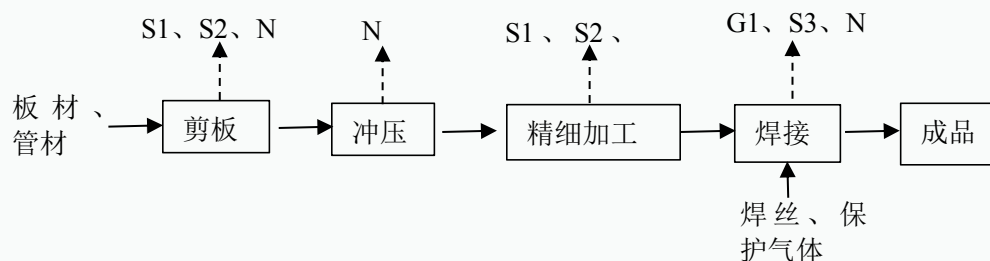 S1、S2、N
N
S1 、 S2 、
G1、S3、N
板 材 、
管材
剪板
冲压
精细加工
焊接
成品
焊 丝 、保
护气体